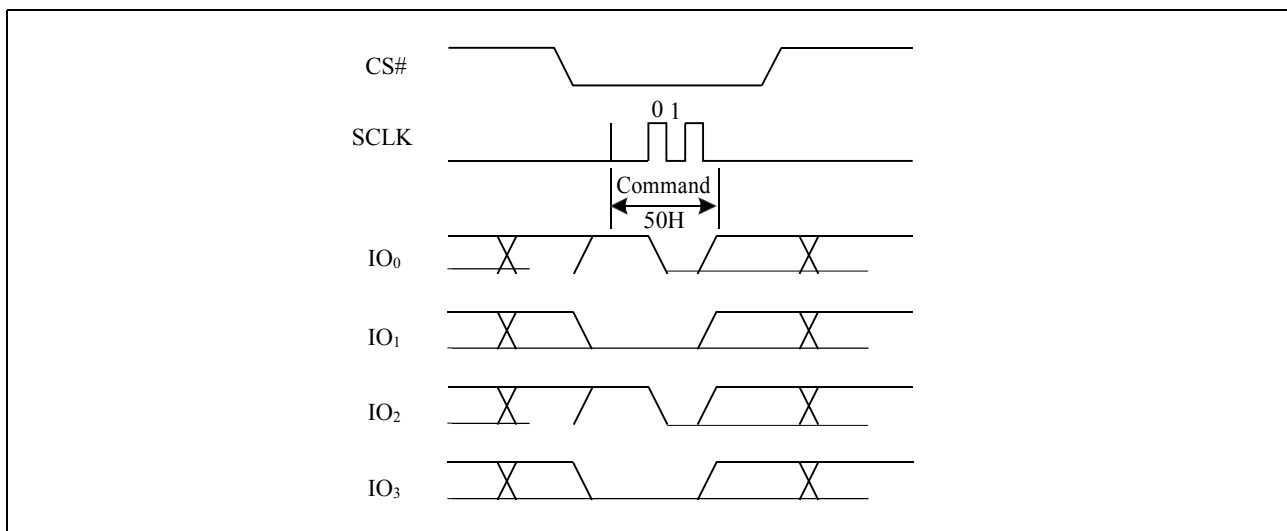 CS#
0 1
SCLK
Command
50H
IO₀
IO₁
IO₂
IO₃